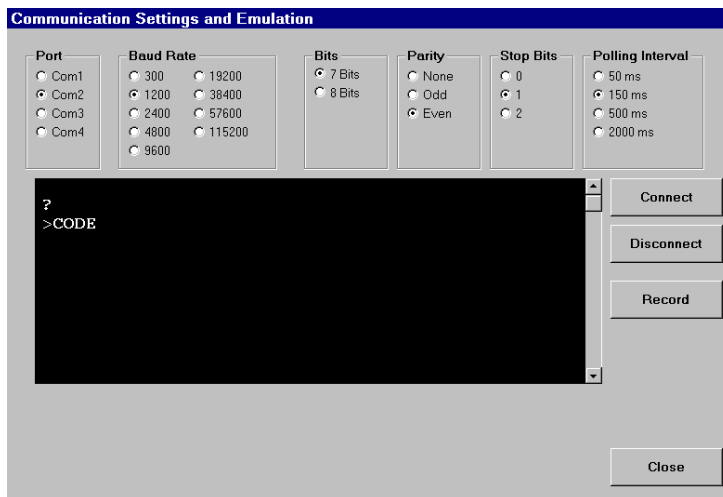 Communication Settings and Emulation
Port
Com1
Com2
Com3
Com4
Baud Rate
300
1200
2400
4800
9600
19200
38400
57600
115200
Bits
7 Bits
8 Bits
Parity
None
Odd
Even
Stop Bits
0
1
2
Polling Interval
50 ms
150 ms
500 ms
2000 ms
?
>CODE
Connect
Disconnect
Record
Close